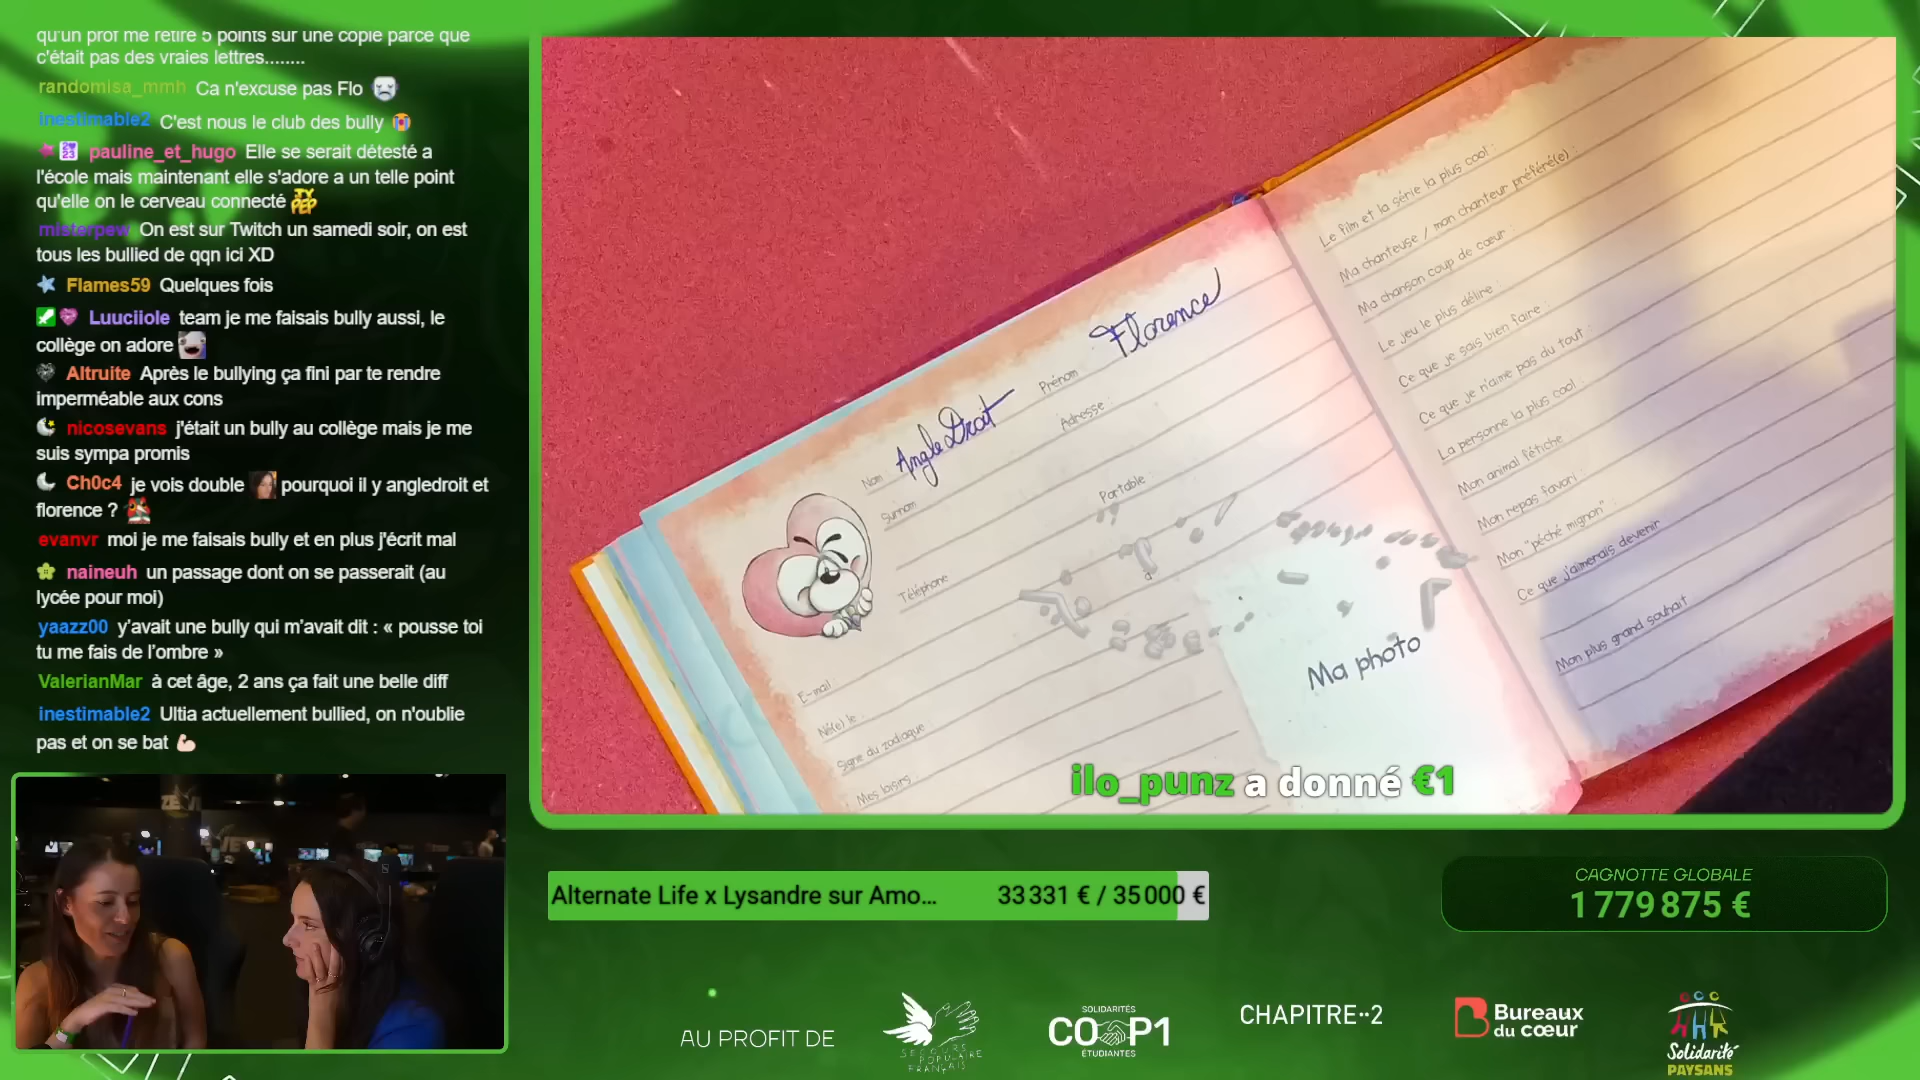 qu'un prof me retire 5 points sur une copie parce que
c'était pas des vraies lettres........
randomisa_mmh Ca n'excuse pas Flo
inestimable2 C'est nous le club des bully
pauline_et_hugo Elle se serait détesté a
l'école mais maintenant elle s'adore a un telle point
qu'elle on le cerveau connecté
misterpew On est sur Twitch un samedi soir, on est
tous les bullied de qqn ici XD
Flames59 Quelques fois
Luuciiole team je me faisais bully aussi, le
collège on adore
Altruite Après le bullying ça fini par te rendre
imperméable aux cons
nicosevans j'était un bully au collège mais je me
suis sympa promis
Ch0c4 je vois double pourquoi il y angledroit et
florence ?
evanvr moi je me faisais bully et en plus j'écrit mal
naineuh un passage dont on se passerait (au
lycée pour moi)
yaazz00 y'avait une bully qui m'avait dit : « pousse toi
tu me fais de l'ombre »
ValerianMar à cet âge, 2 ans ça fait une belle diff
inestimable2 Ultia actuellement bullied, on n'oublie
pas et on se bat
Nom Angle Droit Prénom Florence
Surnom Adresse :
Téléphone Portable :
E-mail :
Né(e) le :
Signe du zodiaque
Mes loisirs
Ma photo
Le film et la série la plus cool :
Ma chanteuse / mon chanteur préféré(e) :
Ma chanson coup de cœur :
Le jeu le plus délire :
Ce que je sais bien faire :
Ce que je n'aime pas du tout :
La personne la plus cool :
Mon animal fétiche
Mon repas favori :
Mon "péché mignon" :
Ce que j'aimerais devenir
Mon plus grand souhait
ilo_punz a donné €1
Alternate Life x Lysandre sur Amo... 33 331 € / 35 000 €
CAGNOTTE GLOBALE
1 779 875 €
AU PROFIT DE
SECOURS
POPULAIRE
FRANÇAIS
SOLIDARITÉS
CO P1
ÉTUDIANTES
CHAPITRE··2
Bureaux
du cœur
Solidarité
PAYSANS